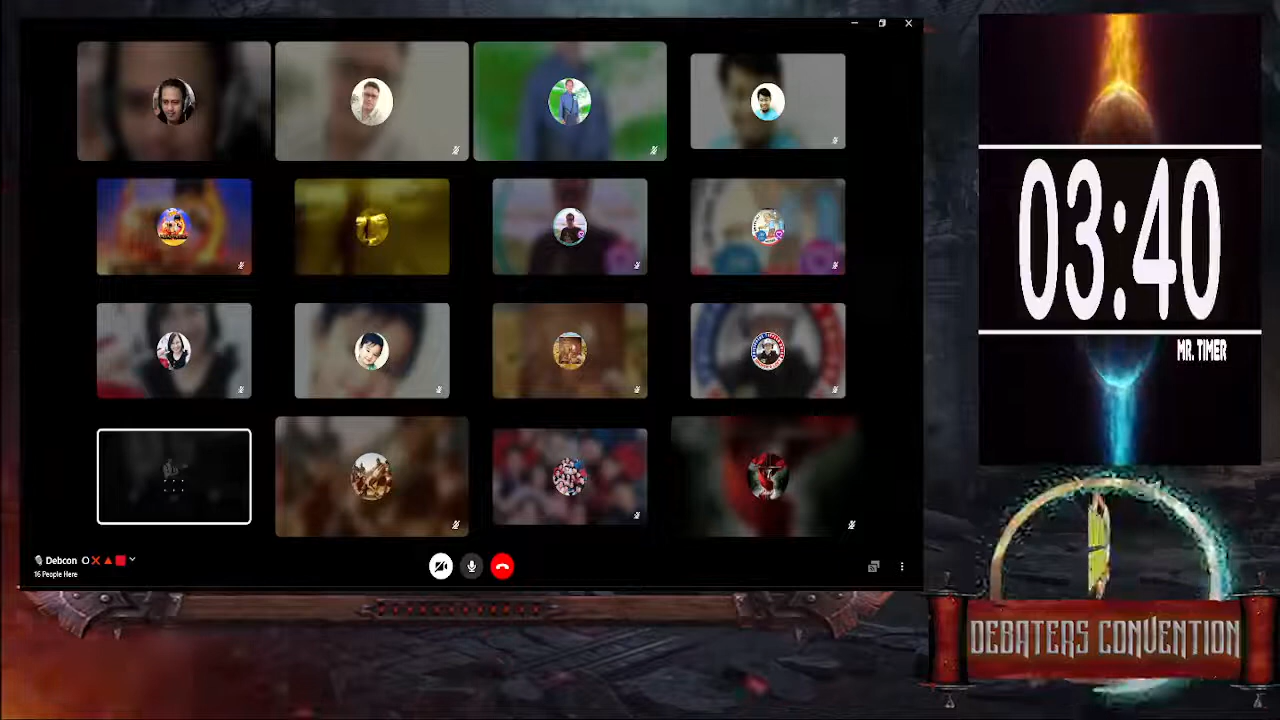 03:40
MR. TIMER
Debcon
16 People Here
DEBATERS CONVENTION